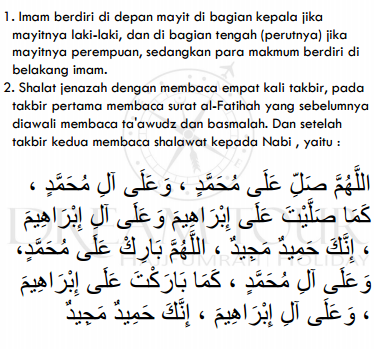 1. Imam berdiri di depan mayit di bagian kepala jika
mayitnya laki-laki, dan di bagian tengah (perutnya) jika
mayitnya perempuan, sedangkan para makmum berdiri di
belakang imam.
2. Shalat jenazah dengan membaca empat kali takbir, pada
takbir pertama membaca surat al-Fatihah yang sebelumnya
diawali membaca ta'awudz dan basmalah. Dan setelah
takbir kedua membaca shalawat kepada Nabi , yaitu :
اللَّهُمَّ صَلِّ عَلَى مُحَمَّدٍ ، وَعَلَى آلِ مُحَمَّدٍ ،
كَمَا صَلَّيْتَ عَلَى إِبْرَاهِيمَ وَعَلَى آلِ إِبْرَاهِيمَ
، إِنَّكَ حَمِيدٌ مَجِيدٌ ، اللَّهُمَّ بَارِكْ عَلَى مُحَمَّدٍ،
وَعَلَى آلِ مُحَمَّدٍ ، كَمَا بَارَكْتَ عَلَى إِبْرَاهِيمَ
، وَعَلَى آلِ إِبْرَاهِيمَ ، إِنَّكَ حَمِيدٌ مَجِيدٌ